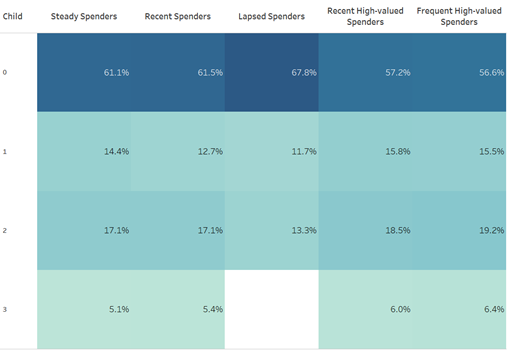 Child Steady Spenders Recent Spenders Lapsed Spenders Recent High-valued Spenders Frequent High-valued Spenders
0 61.1% 61.5% 67.8% 57.2% 56.6%
1 14.4% 12.7% 11.7% 15.8% 15.5%
2 17.1% 17.1% 13.3% 18.5% 19.2%
3 5.1% 5.4% 6.0% 6.4%